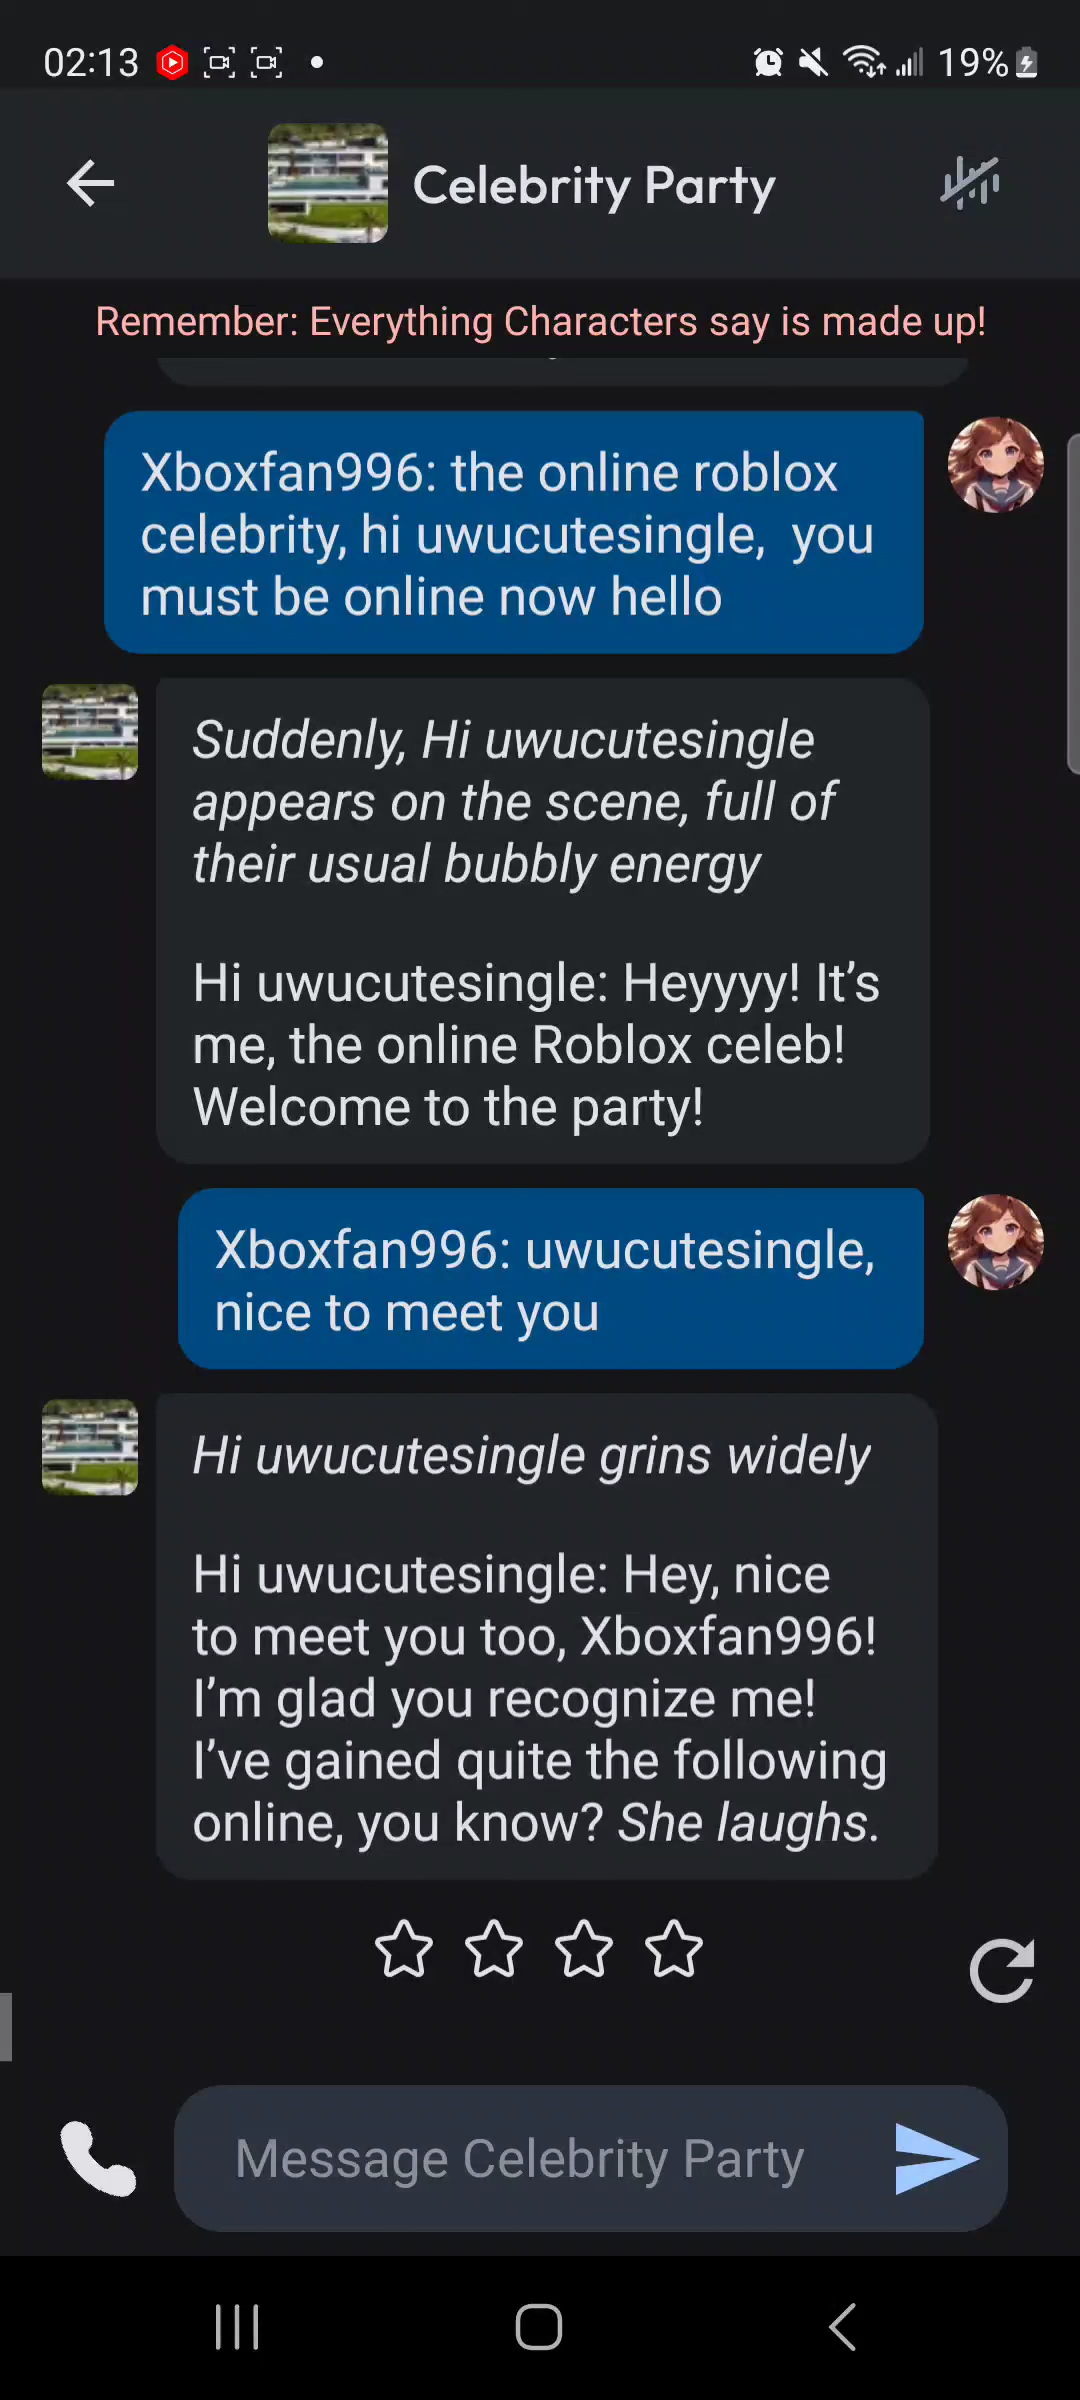 02:13
19%
Celebrity Party
Remember: Everything Characters say is made up!
Xboxfan996: the online roblox
celebrity, hi uwucutesingle,  you
must be online now hello
Suddenly, Hi uwucutesingle
appears on the scene, full of
their usual bubbly energy
Hi uwucutesingle: Heyyyy! It’s
me, the online Roblox celeb!
Welcome to the party!
Xboxfan996: uwucutesingle,
nice to meet you
Hi uwucutesingle grins widely
Hi uwucutesingle: Hey, nice
to meet you too, Xboxfan996!
I’m glad you recognize me!
I’ve gained quite the following
online, you know? She laughs.
Message Celebrity Party